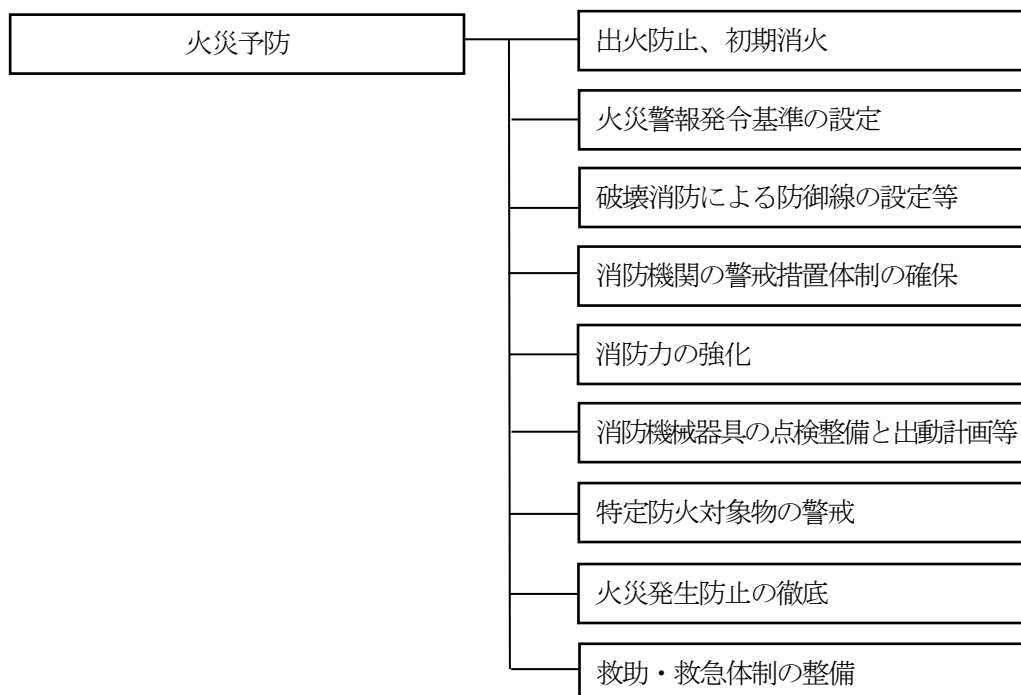 火災予防
出火防止、初期消火
火災警報発令基準の設定
破壊消防による防御線の設定等
消防機関の警戒措置体制の確保
消防力の強化
消防機械器具の点検整備と出動計画等
特定防火対象物の警戒
火災発生防止の徹底
救助・救急体制の整備